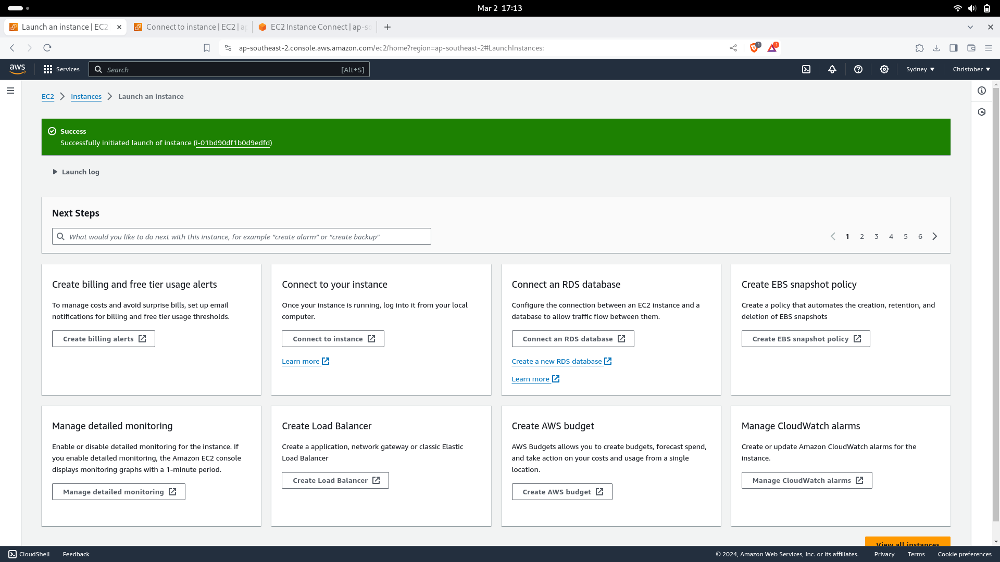 Mar 2 17:13
Launch an instance | EC2
Connect to instance | EC2 | ap
EC2 Instance Connect | ap-so
ap-southeast-2.console.aws.amazon.com/ec2/home?region=ap-southeast-2#LaunchInstances:
1
1
aws
Services
Search
[Alt+S]
Sydney
Christober
EC2
Instances
Launch an instance
Success
Successfully initiated launch of instance (i-01bd90df1b0d9edfd)
Launch log
Next Steps
What would you like to do next with this instance, for example “create alarm” or “create backup”
1 2 3 4 5 6
Create billing and free tier usage alerts
To manage costs and avoid surprise bills, set up email
notifications for billing and free tier usage thresholds.
Create billing alerts
Connect to your instance
Once your instance is running, log into it from your local
computer.
Connect to instance
Learn more
Connect an RDS database
Configure the connection between an EC2 instance and a
database to allow traffic flow between them.
Connect an RDS database
Create a new RDS database
Learn more
Create EBS snapshot policy
Create a policy that automates the creation, retention, and
deletion of EBS snapshots
Create EBS snapshot policy
Manage detailed monitoring
Enable or disable detailed monitoring for the instance. If
you enable detailed monitoring, the Amazon EC2 console
displays monitoring graphs with a 1-minute period.
Manage detailed monitoring
Create Load Balancer
Create a application, network gateway or classic Elastic
Load Balancer
Create Load Balancer
Create AWS budget
AWS Budgets allows you to create budgets, forecast spend,
and take action on your costs and usage from a single
location.
Create AWS budget
Manage CloudWatch alarms
Create or update Amazon CloudWatch alarms for the
instance.
Manage CloudWatch alarms
View all instances
CloudShell
Feedback
© 2024, Amazon Web Services, Inc. or its affiliates.
Privacy
Terms
Cookie preferences